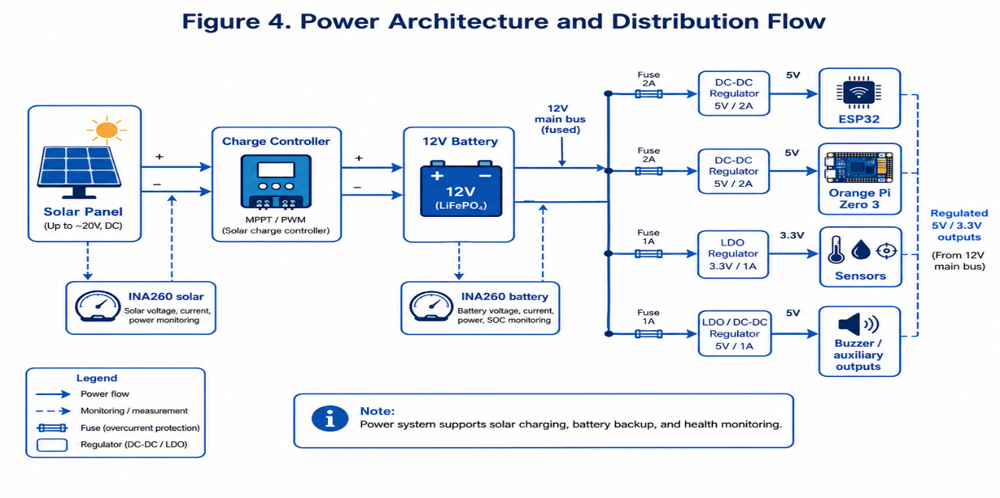 Figure 4. Power Architecture and Distribution Flow
Solar Panel
(Up to ~20V, DC)
+
−
Charge Controller
MPPT / PWM
(Solar charge controller)
+
−
12V Battery
+ −
12V
(LiFePO₄)
12V
main bus
(fused)
Fuse
2A
DC-DC
Regulator
5V / 2A
5V
ESP32
Fuse
2A
DC-DC
Regulator
5V / 2A
5V
Orange Pi
Zero 3
Fuse
1A
LDO
Regulator
3.3V / 1A
3.3V
Sensors
Fuse
1A
LDO / DC-DC
Regulator
5V / 1A
5V
Buzzer /
auxiliary
outputs
Regulated
5V / 3.3V
outputs
(From 12V
main bus)
INA260 solar
Solar voltage, current,
power monitoring
INA260 battery
Battery voltage, current,
power, SOC monitoring
Legend
Power flow
Monitoring / measurement
Fuse (overcurrent protection)
Regulator (DC-DC / LDO)
i
Note:
Power system supports solar charging, battery backup, and health monitoring.